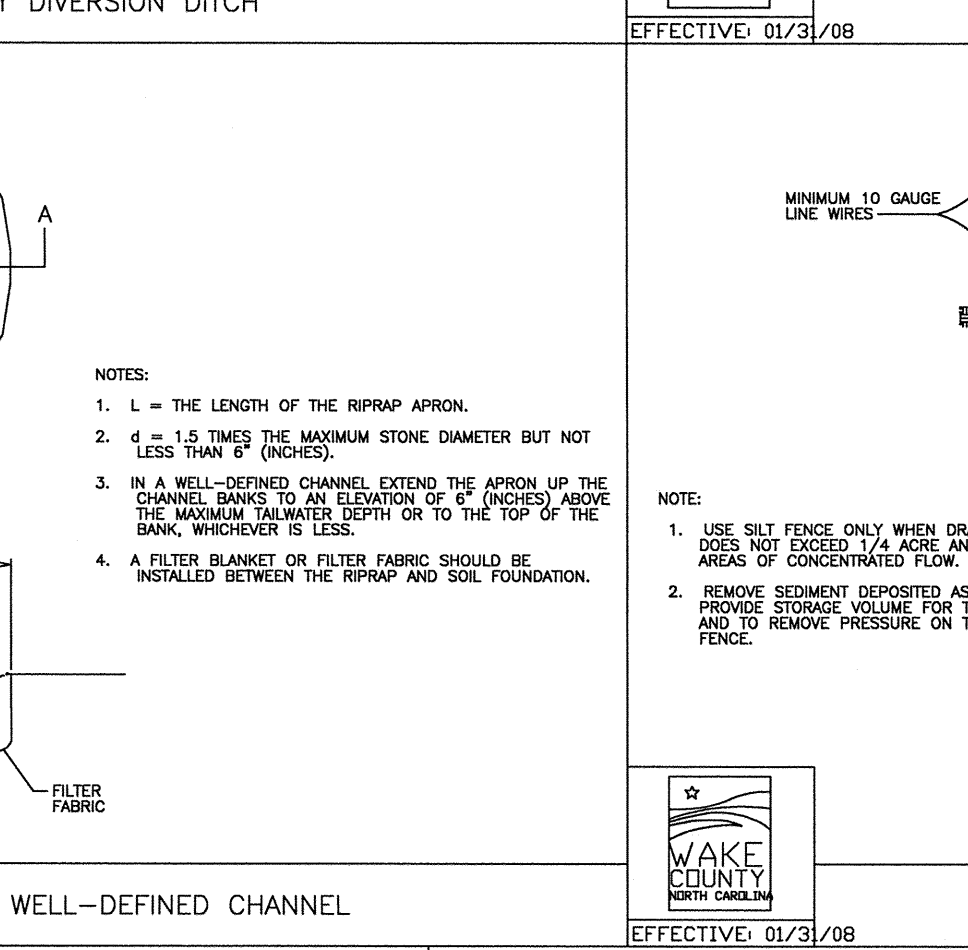 DIVERSION DITCH
EFFECTIVE: 01/31/08
A
MINIMUM 10 GAUGE
LINE WIRES
NOTES:
1. L = THE LENGTH OF THE RIPRAP APRON.
2. d = 1.5 TIMES THE MAXIMUM STONE DIAMETER BUT NOT
LESS THAN 6" (INCHES).
3. IN A WELL-DEFINED CHANNEL EXTEND THE APRON UP THE
CHANNEL BANKS TO AN ELEVATION OF 6" (INCHES) ABOVE
THE MAXIMUM TAILWATER DEPTH OR TO THE TOP OF THE
BANK, WHICHEVER IS LESS.
4. A FILTER BLANKET OR FILTER FABRIC SHOULD BE
INSTALLED BETWEEN THE RIPRAP AND SOIL FOUNDATION.
FILTER
FABRIC
WELL-DEFINED CHANNEL
NOTE:
1. USE SILT FENCE ONLY WHEN
DOES NOT EXCEED 1/4 ACRE
AREAS OF CONCENTRATED FLOW.
2. REMOVE SEDIMENT DEPOSITED AS
PROVIDE STORAGE VOLUME FOR
AND TO REMOVE PRESSURE ON
FENCE.
WAKE
COUNTY
NORTH CAROLINA
EFFECTIVE: 01/31/08